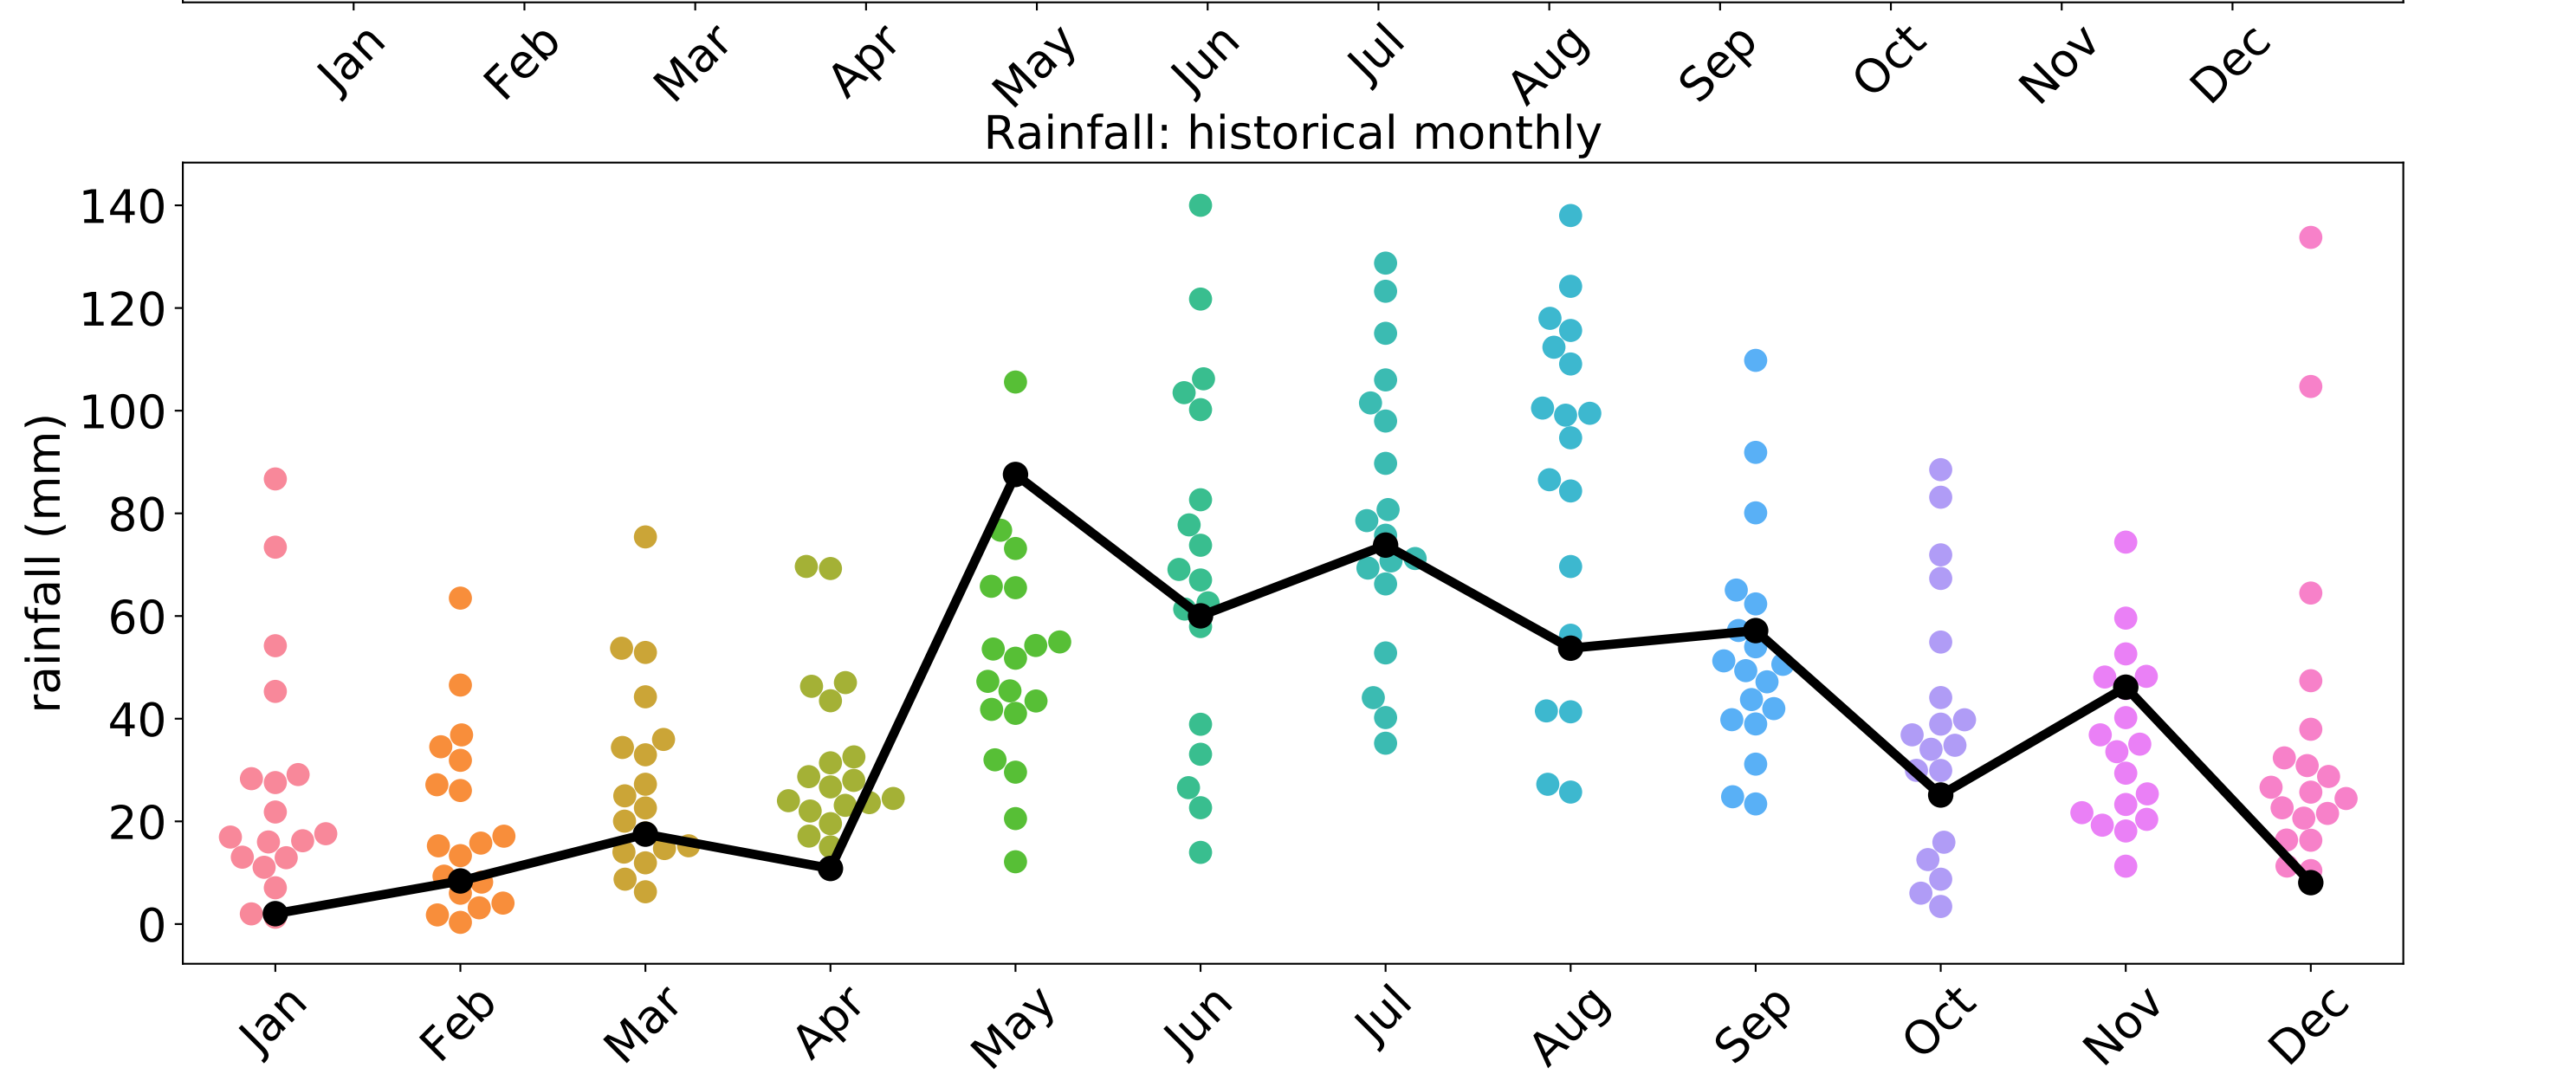 Jan Feb Mar Apr May Jun Jul Aug Sep Oct Nov Dec
Rainfall: historical monthly
rainfall (mm)
140
120
100
80
60
40
20
0
Jan Feb Mar Apr May Jun Jul Aug Sep Oct Nov Dec